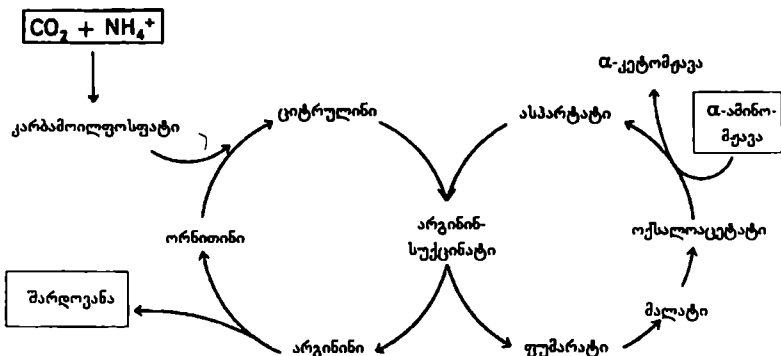 CO₂ + NH₄⁺
კარბამოილფოსფატი
ციტრულინი
ორნითინი
შარდოვანა
არგინინი
არგინინ-
სუქცინატი
ასპარტატი
α-კეტომჟავა
α-ამინო-
მჟავა
ოქსალოაცეტატი
მალატი
ფუმარატი